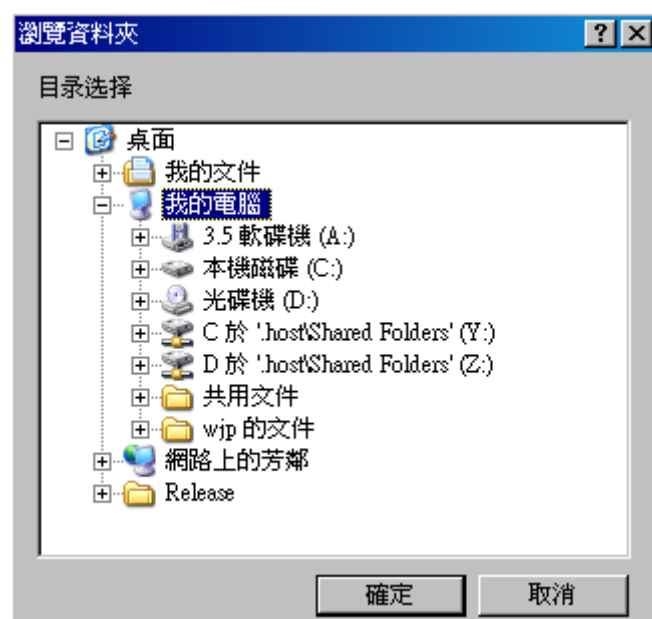 瀏覽資料夾
目录选择
桌面
我的文件
我的電腦
3.5 軟碟機 (A:)
本機磁碟 (C:)
光碟機 (D:)
C 於 '.host\Shared Folders' (Y:)
D 於 '.host\Shared Folders' (Z:)
共用文件
wjp 的文件
網路上的芳鄰
Release
確定 取消